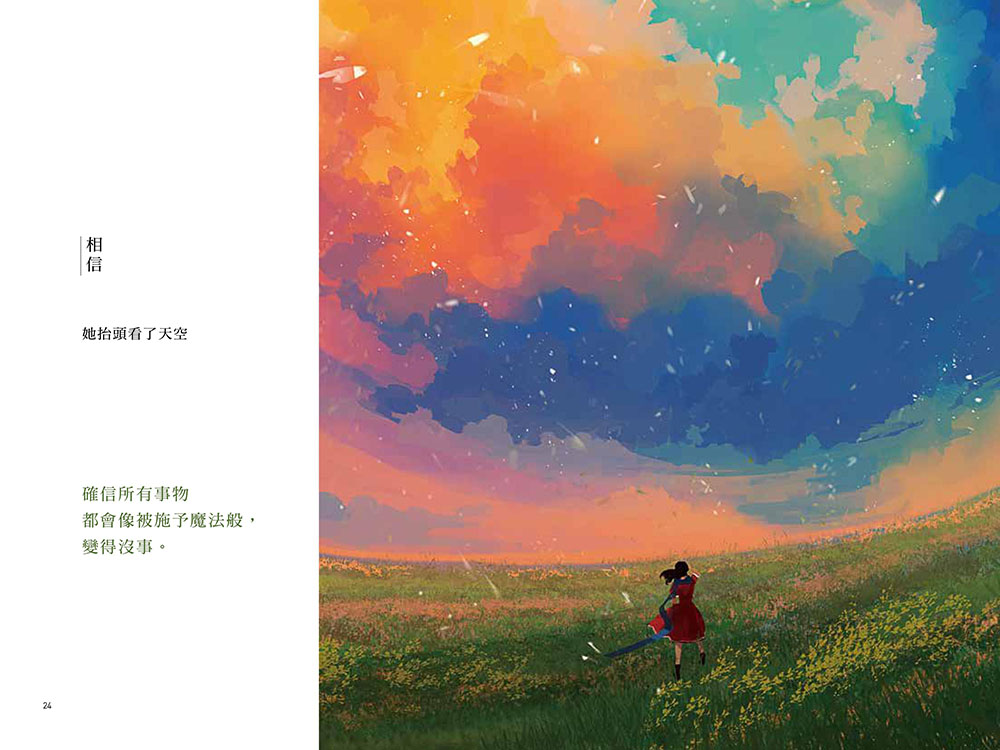 相信
她抬頭看了天空
確信所有事物
都會像被施予魔法般，
變得沒事。
24